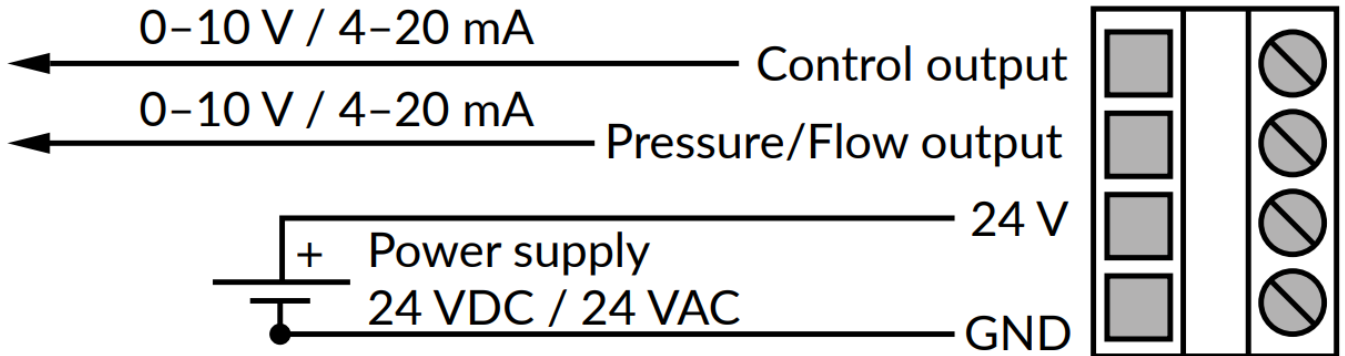 0–10 V / 4–20 mA
Control output
0–10 V / 4–20 mA
Pressure/Flow output
24 V
+ Power supply
24 VDC / 24 VAC
GND